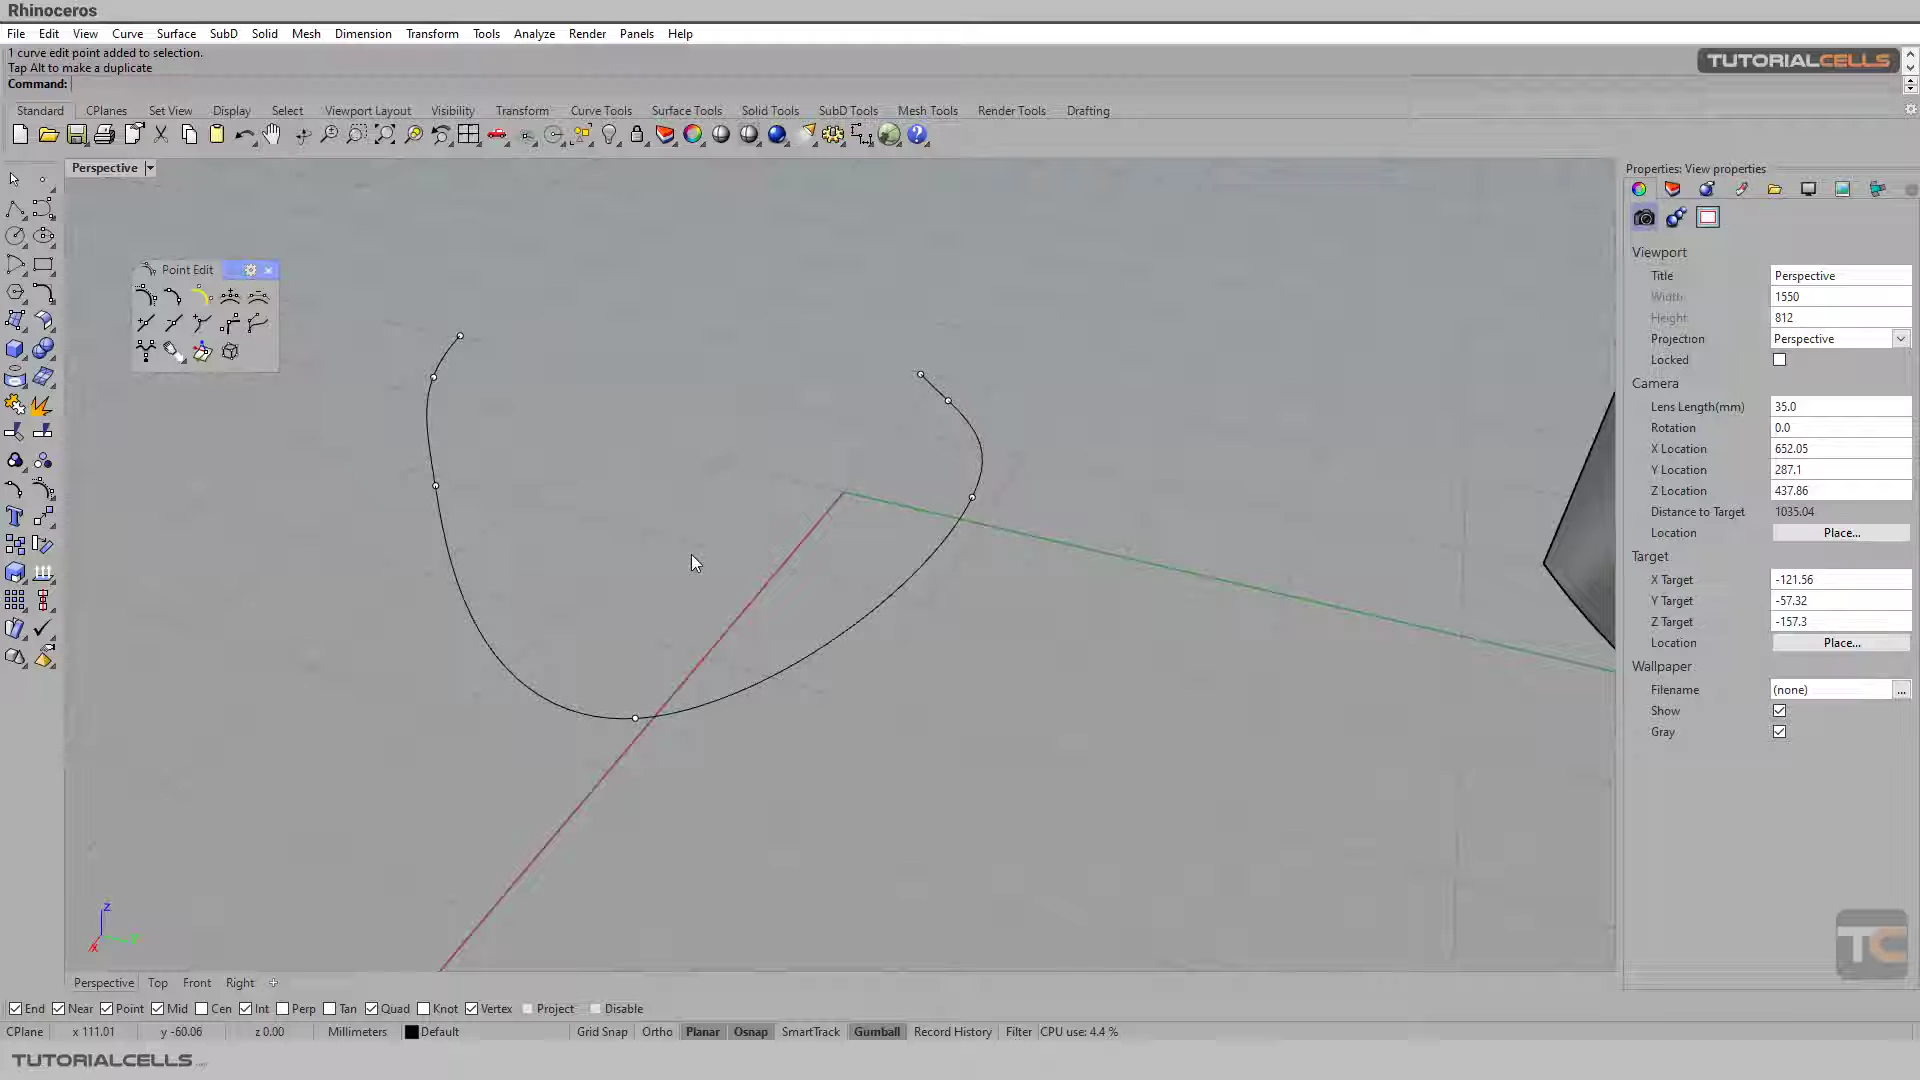 Rhinoceros
File Edit View Curve Surface SubD Solid Mesh Dimension Transform Tools Analyze Render Panels Help
1 curve edit point added to selection.
Tap Alt to make a duplicate
Command:
TUTORIALCELLS
Standard CPlanes Set View Display Select Viewport Layout Visibility Transform Curve Tools Surface Tools Solid Tools SubD Tools Mesh Tools Render Tools Drafting
Perspective
Point Edit
Properties: View properties
Viewport
Title Perspective
Width 1550
Height 812
Projection Perspective
Locked
Camera
Lens Length(mm) 35.0
Rotation 0.0
X Location 652.05
Y Location 287.1
Z Location 437.86
Distance to Target 1035.04
Location Place...
Target
X Target -121.56
Y Target -57.32
Z Target -157.3
Location Place...
Wallpaper
Filename (none) ...
Show
Gray
TC
z
x y
Perspective Top Front Right
End Near Point Mid Cen Int Perp Tan Quad Knot Vertex Project Disable
CPlane x 111.01 y -60.06 z 0.00 Millimeters Default Grid Snap Ortho Planar Osnap SmartTrack Gumball Record History Filter CPU use: 4.4 %
TUTORIALCELLS